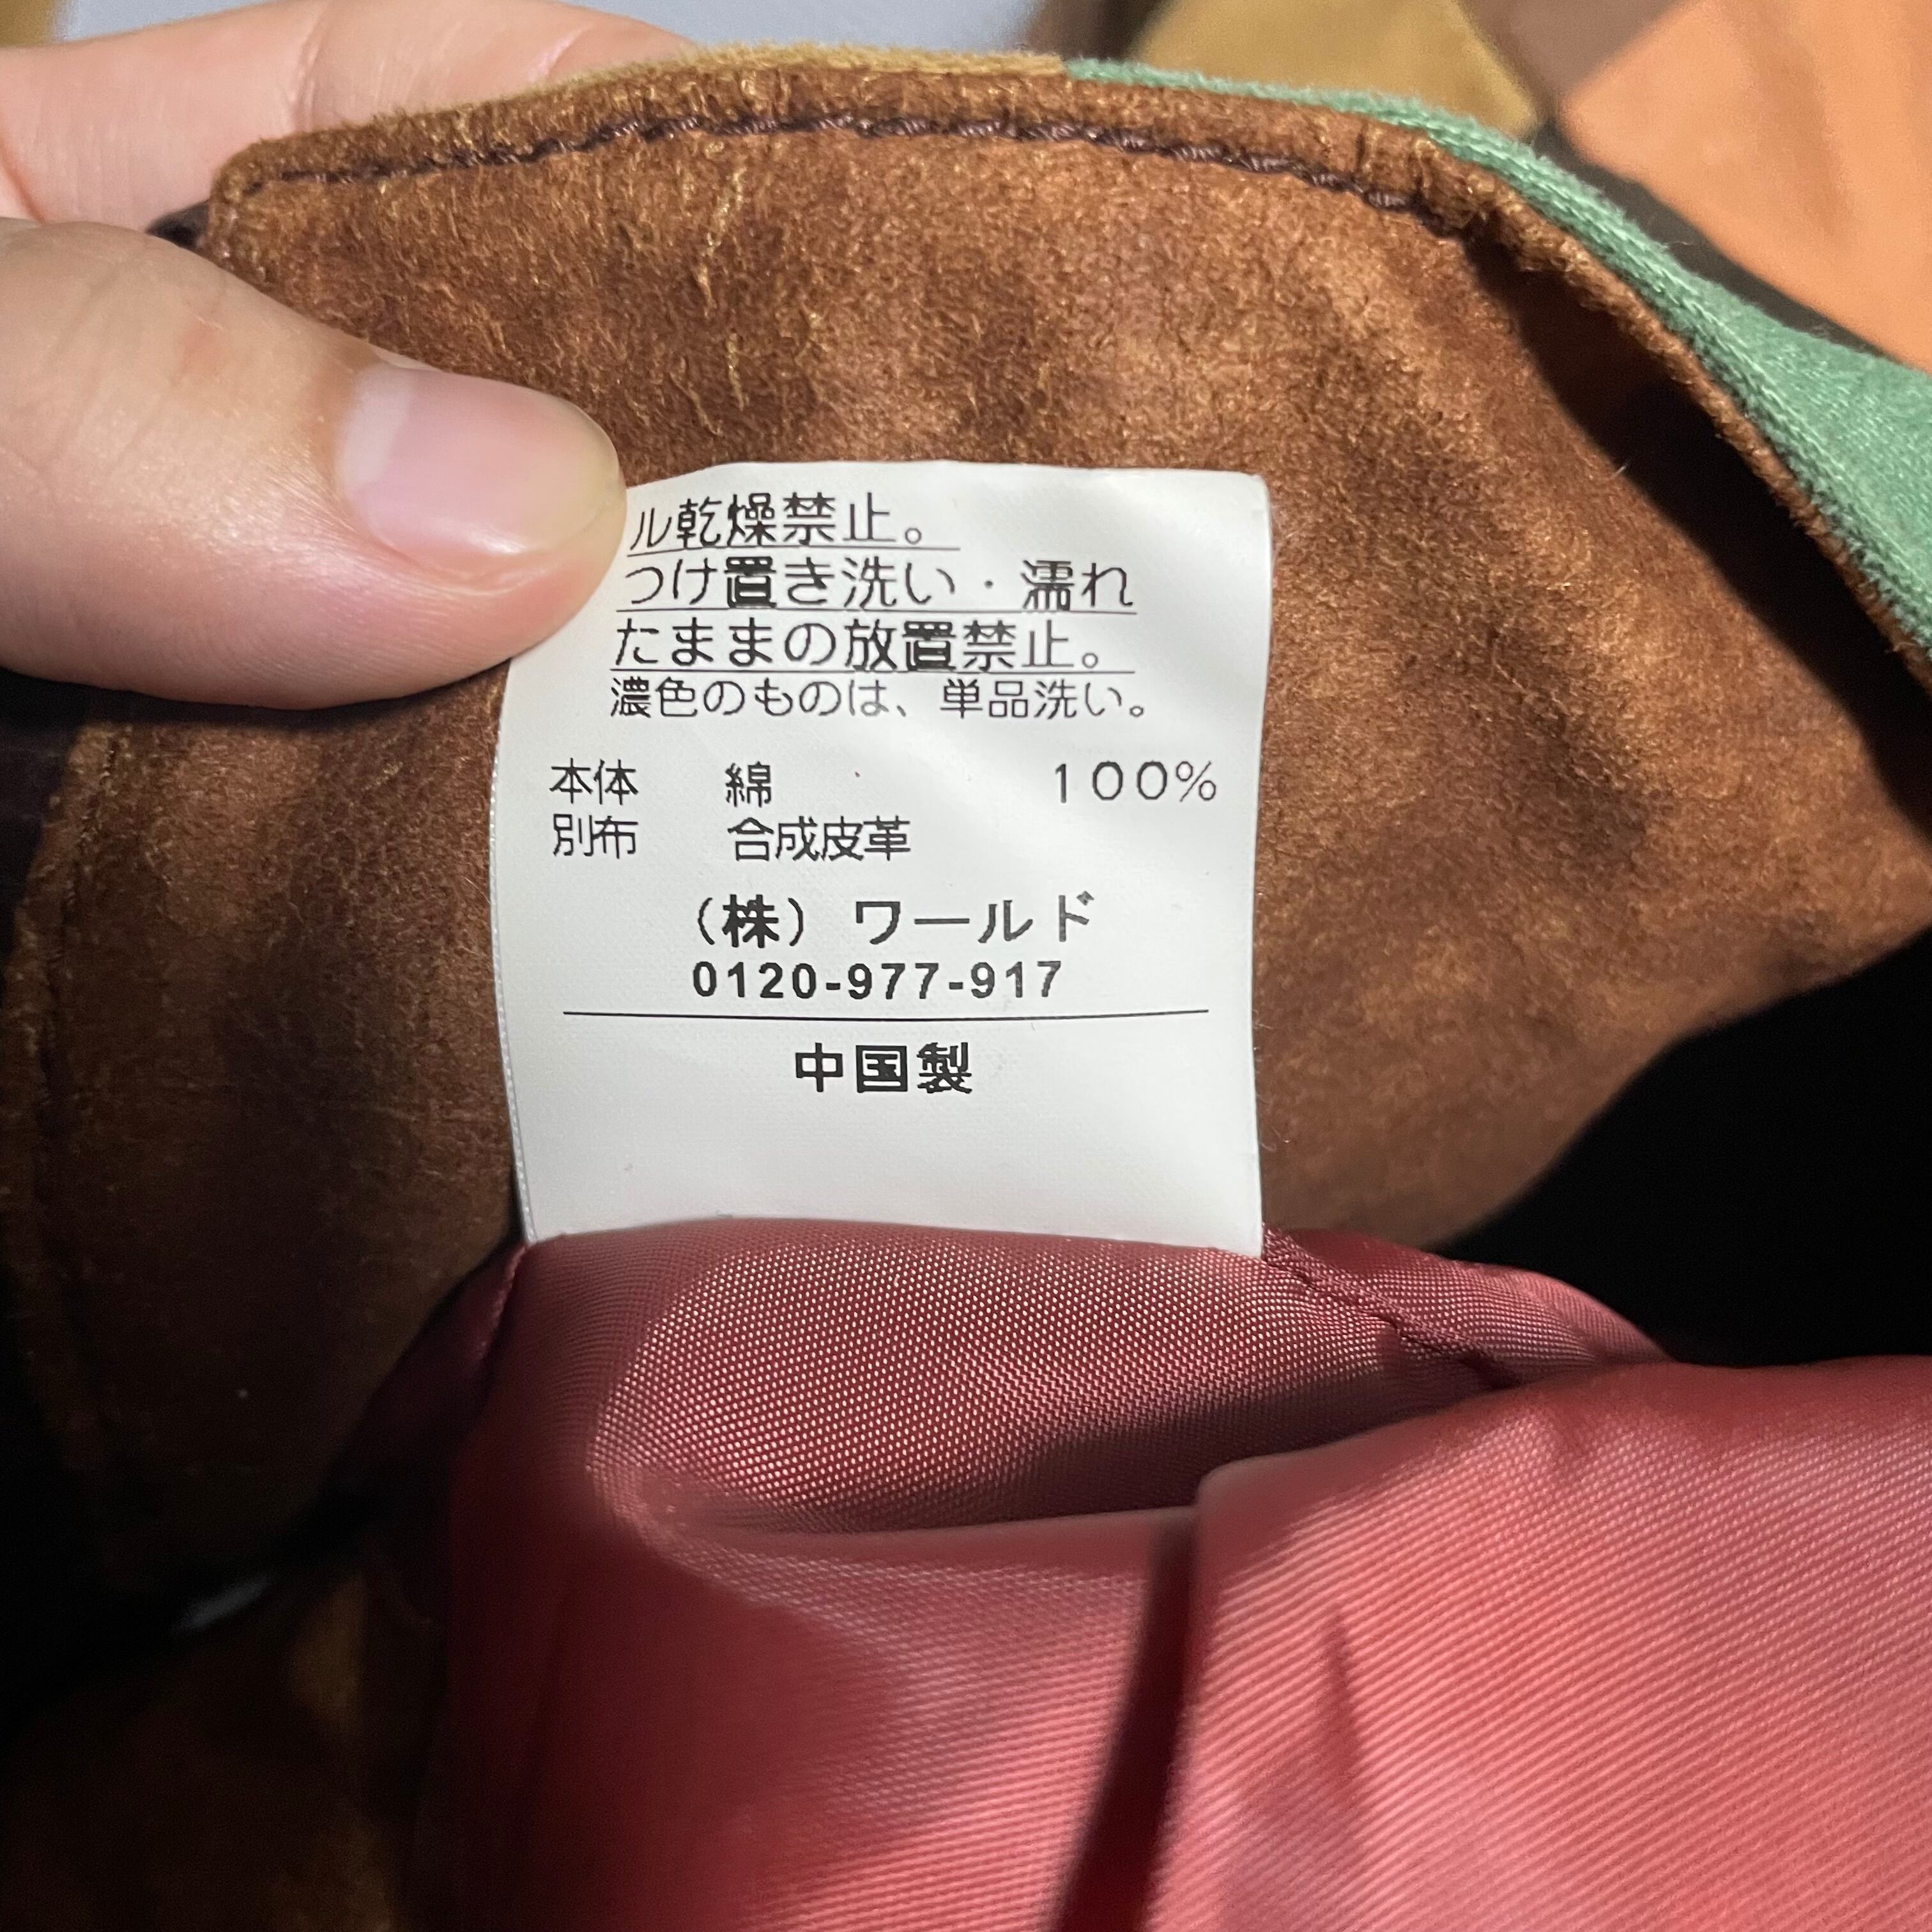 ル乾燥禁止。
つけ置き洗い・濡れ
たままの放置禁止。
濃色のものは、単品洗い。
本体 綿 100%
別布 合成皮革
(株) ワールド
0120-977-917
中国製